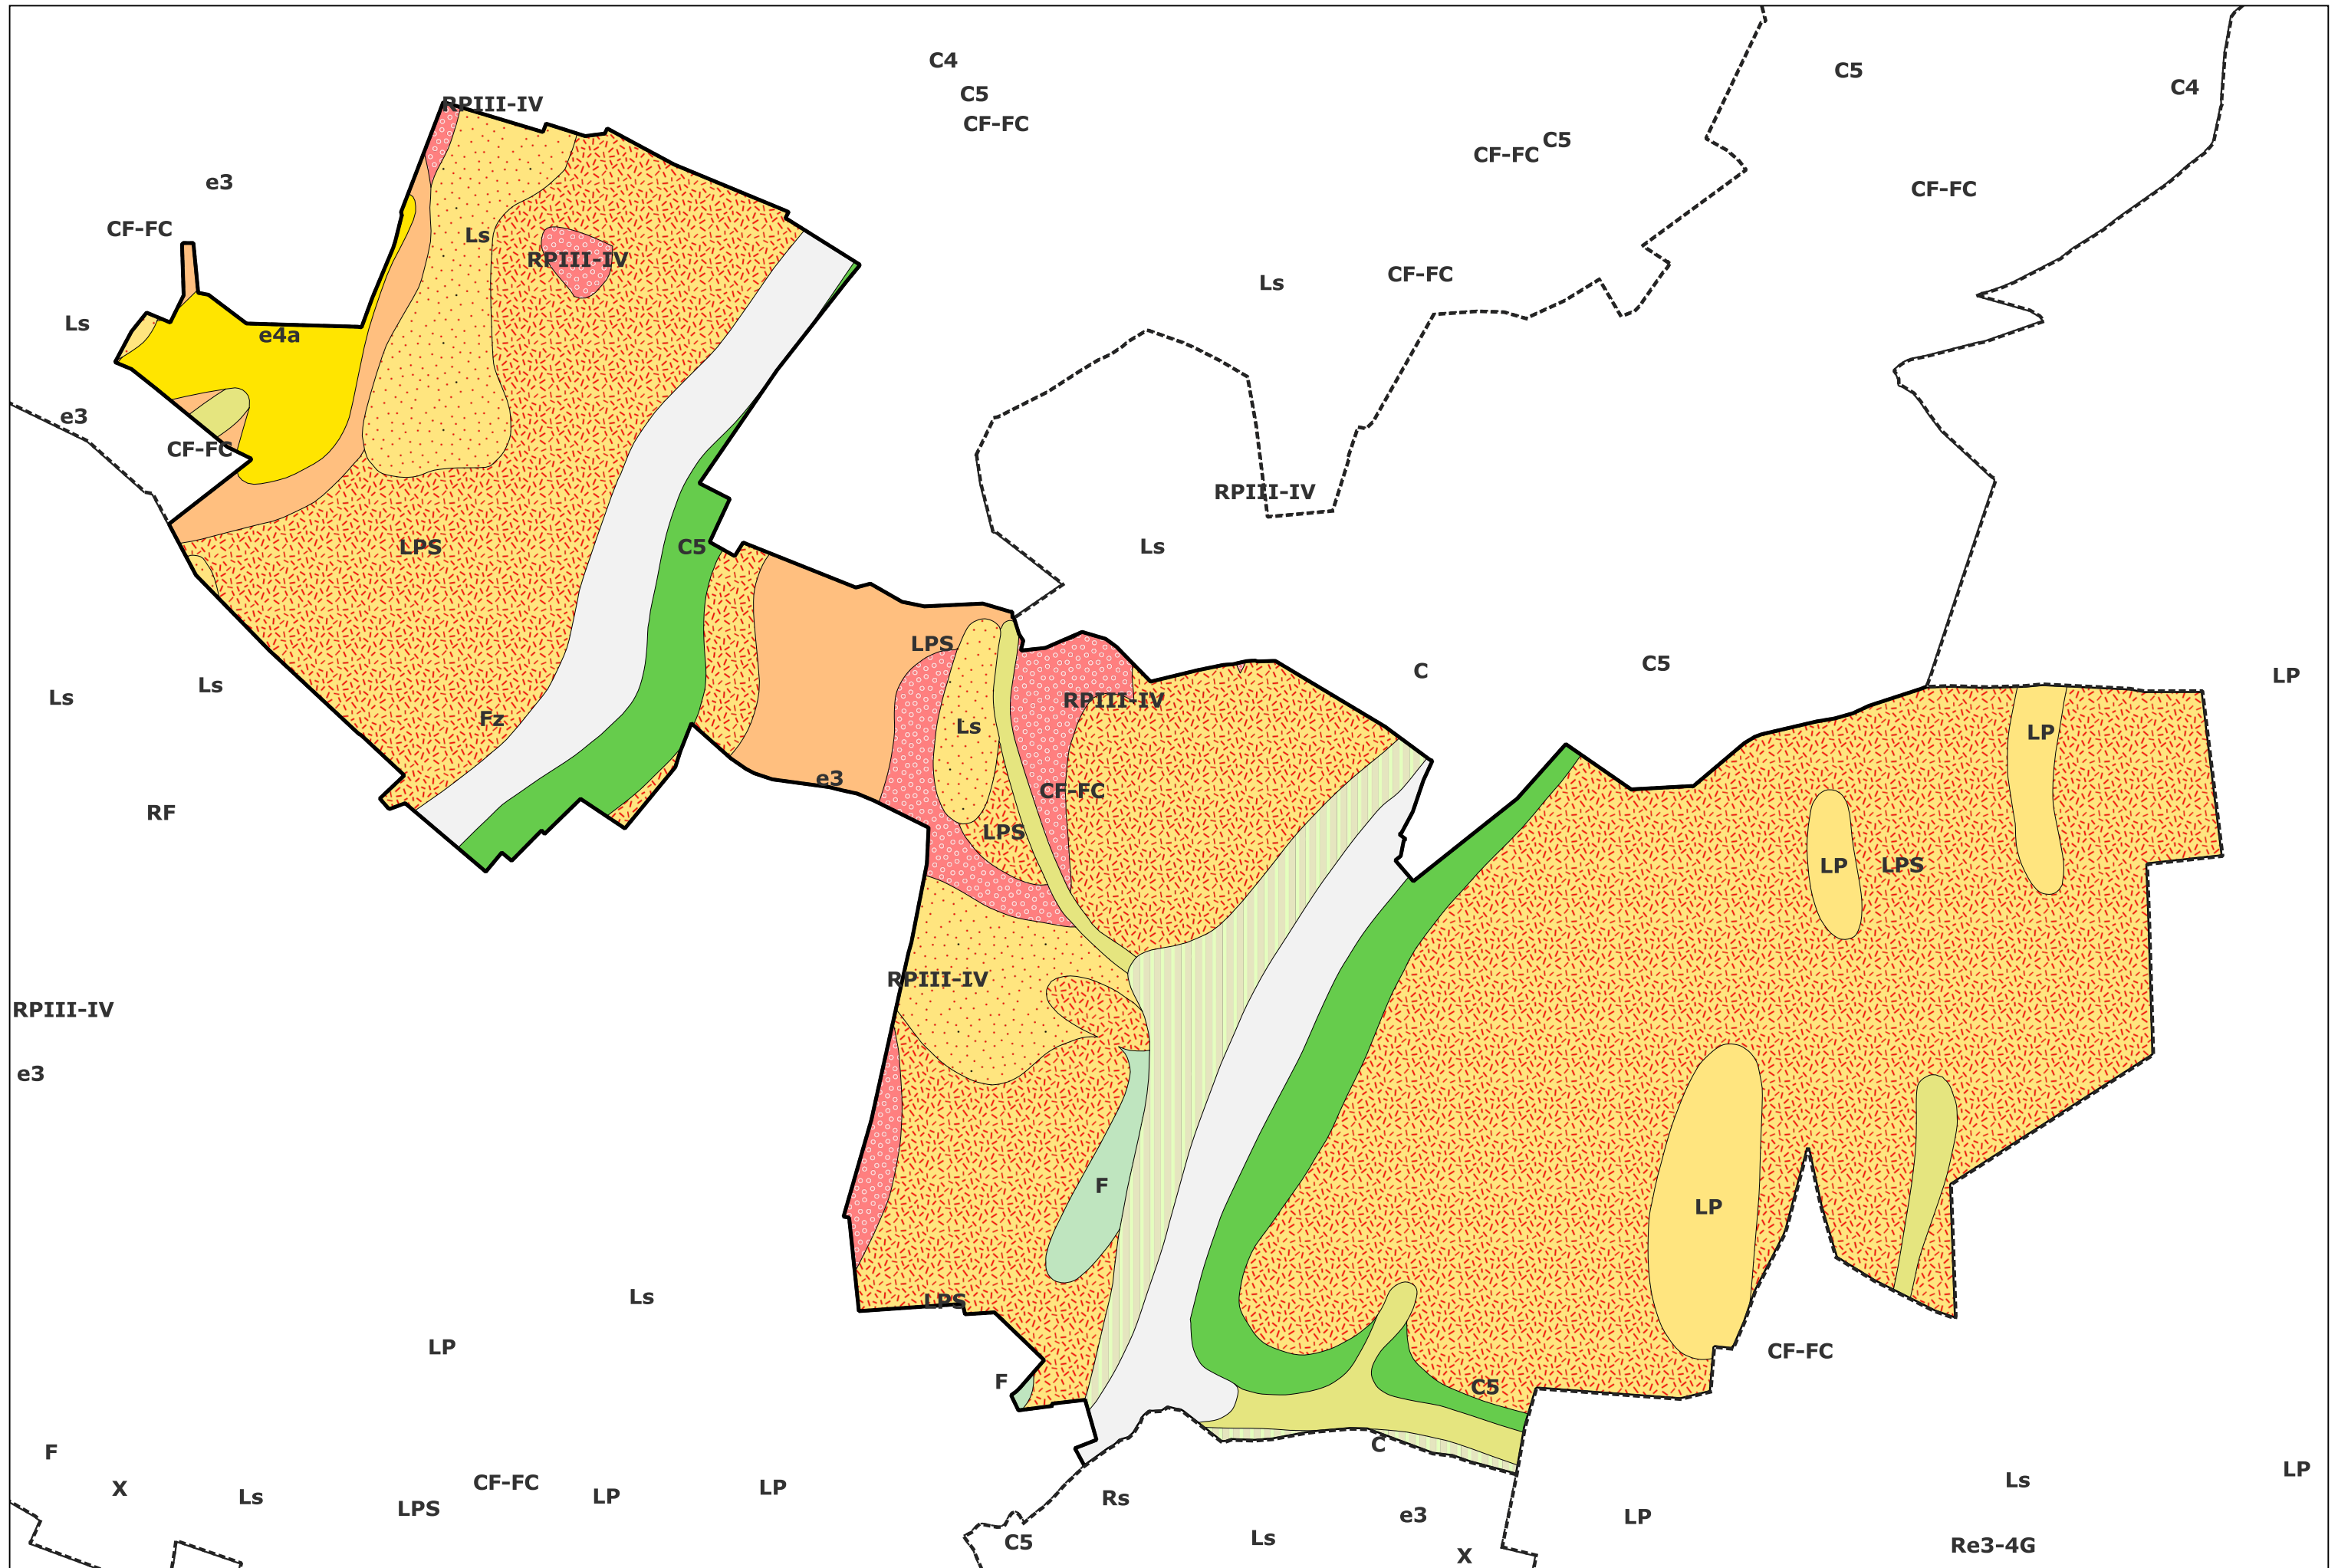 C4
C5
C5
C4
RPIII-IV
CF-FC
C5
CF-FC
e3
CF-FC
CF-FC
Ls
RPIII-IV
CF-FC
Ls
Ls
e4a
e3
CF-FC
RPIII-IV
LPS
C5
Ls
LPS
C5
C
LP
Ls
Ls
RPIII-IV
Fz
Ls
LP
e3
CF-FC
RF
LPS
LP
LPS
RPIII-IV
RPIII-IV
e3
F
LP
Ls
LPS
LP
CF-FC
F
C5
C
F
LP
X
CF-FC
LP
Ls
Ls
LP
Rs
LPS
e3
LP
Ls
C5
Re3-4G
X